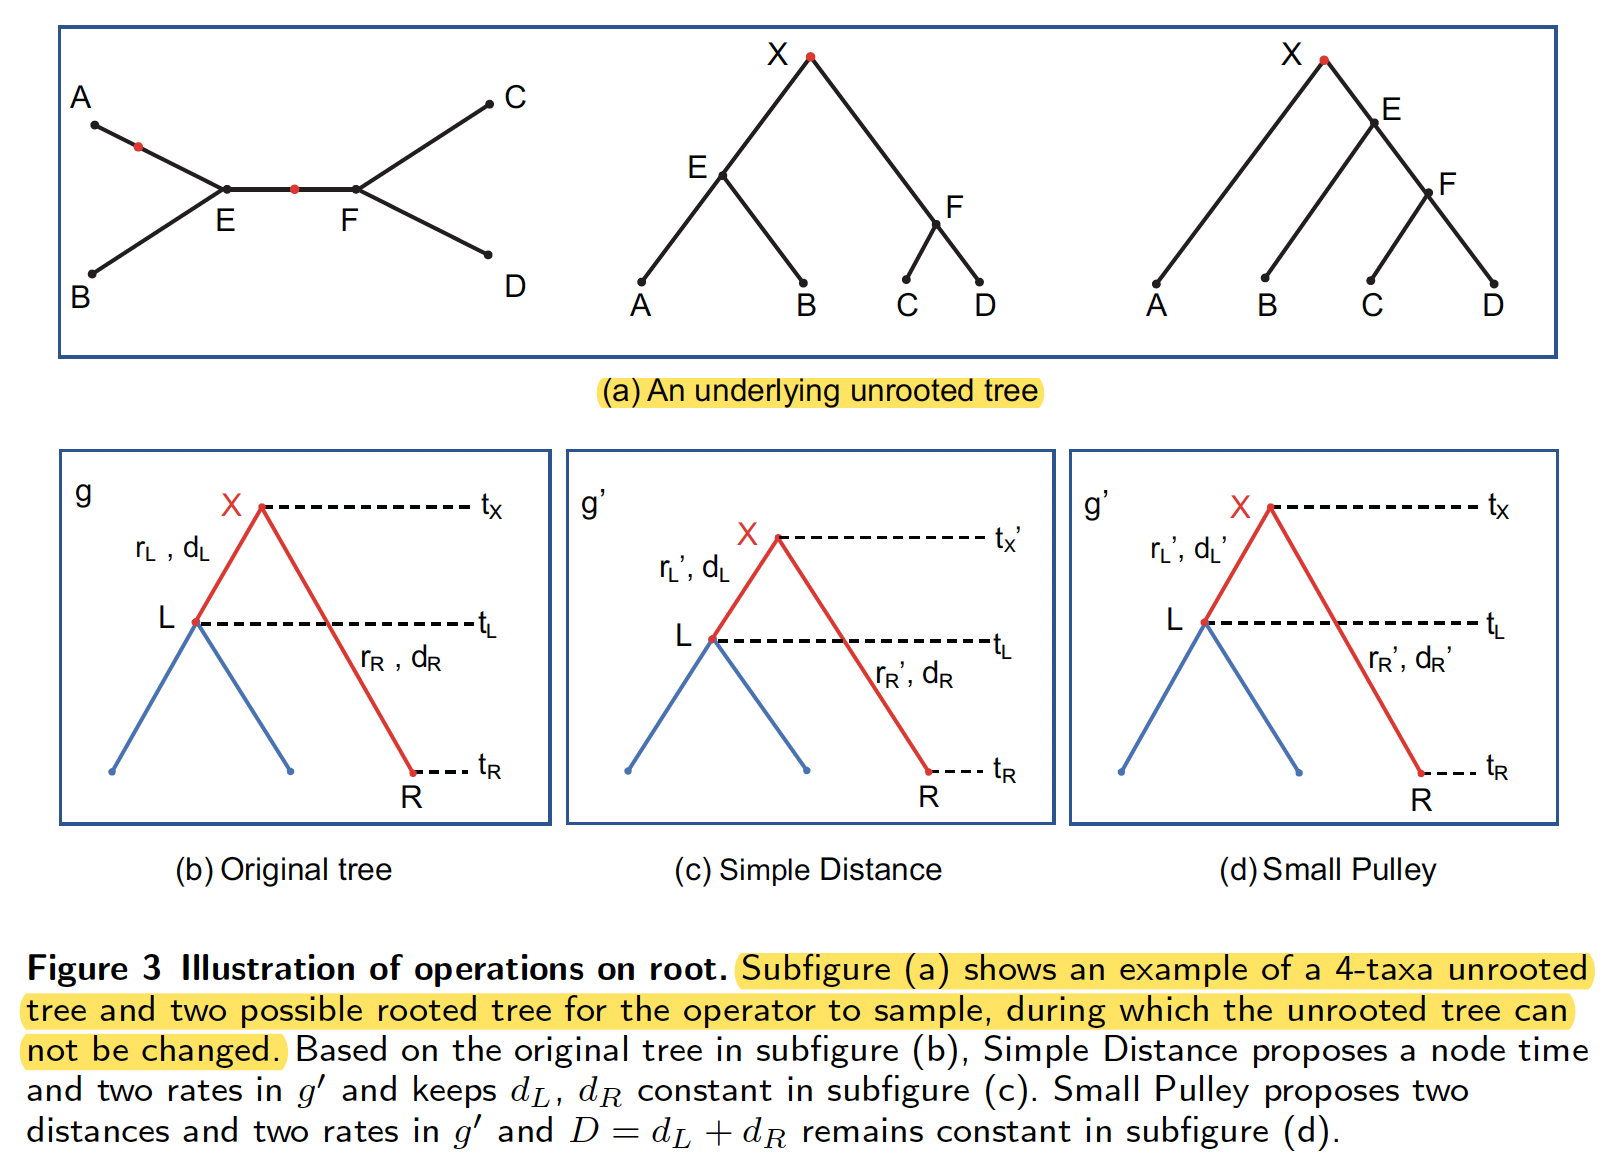 A
C
E
F
B
D
X
E
F
A
B
C
D
X
E
F
A
B
C
D
(a) An underlying unrooted tree
g
X
tX
rL , dL
L
tL
rR , dR
tR
R
g’
X
tX’
rL’, dL
L
tL
rR’, dR
tR
R
g’
X
tX
rL’, dL’
L
tL
rR’, dR’
tR
R
(b) Original tree
(c) Simple Distance
(d) Small Pulley
Figure 3 Illustration of operations on root. Subfigure (a) shows an example of a 4-taxa unrooted
tree and two possible rooted tree for the operator to sample, during which the unrooted tree can
not be changed. Based on the original tree in subfigure (b), Simple Distance proposes a node time
and two rates in g′ and keeps dL, dR constant in subfigure (c). Small Pulley proposes two
distances and two rates in g′ and D = dL + dR remains constant in subfigure (d).